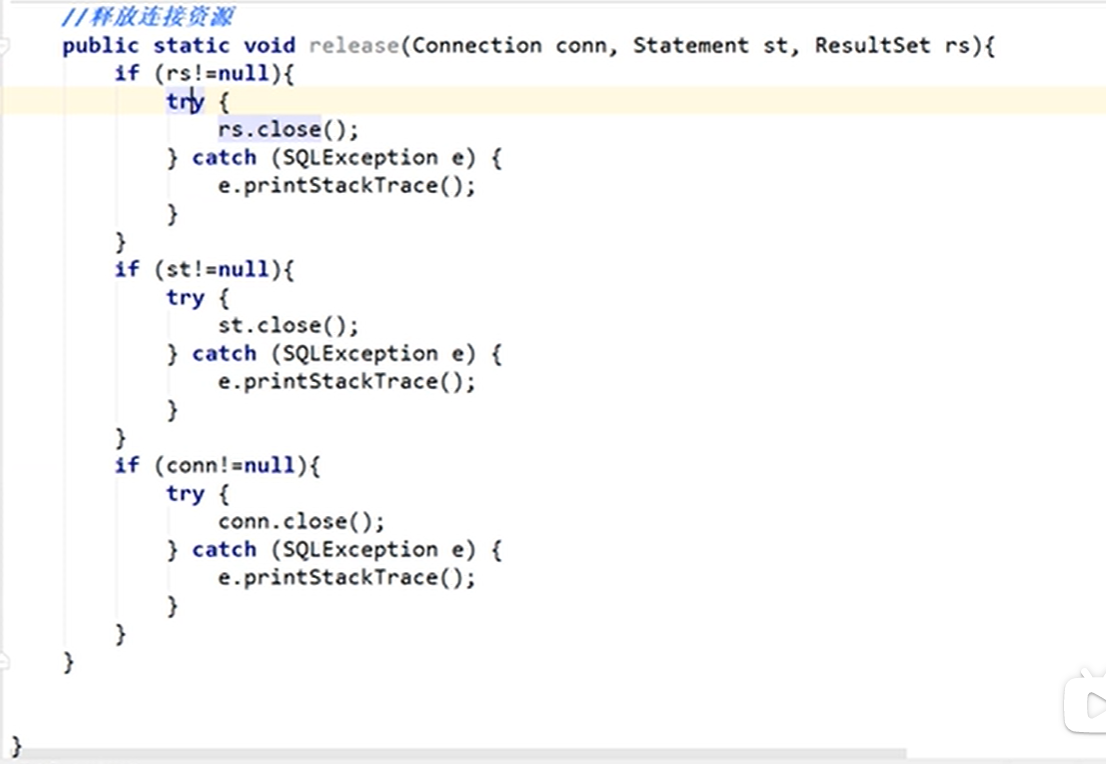 //释放连接资源
public static void release(Connection conn, Statement st, ResultSet rs){
    if (rs!=null){
        try {
            rs.close();
        } catch (SQLException e) {
            e.printStackTrace();
        }
    }
    if (st!=null){
        try {
            st.close();
        } catch (SQLException e) {
            e.printStackTrace();
        }
    }
    if (conn!=null){
        try {
            conn.close();
        } catch (SQLException e) {
            e.printStackTrace();
        }
    }
}
}